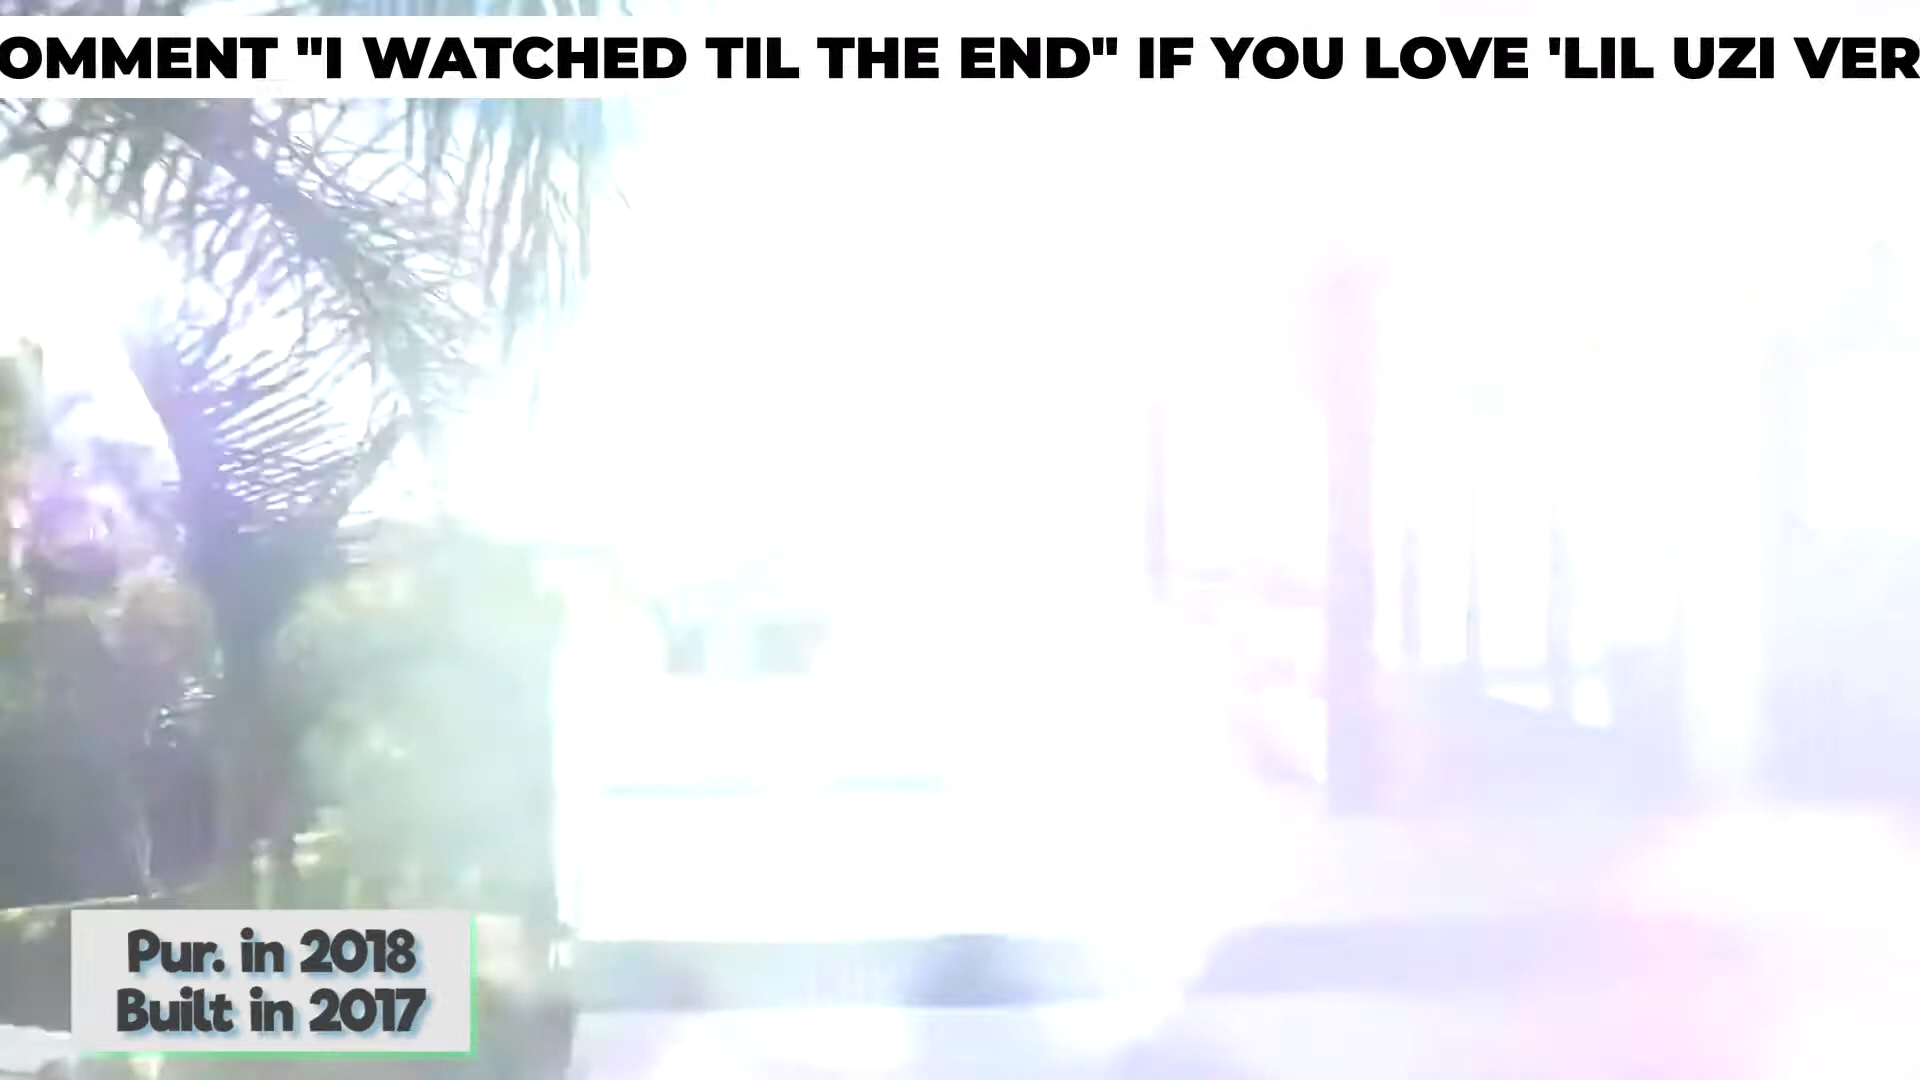 OMMENT "I WATCHED TIL THE END" IF YOU LOVE 'LIL UZI VER
Pur. in 2018
Built in 2017